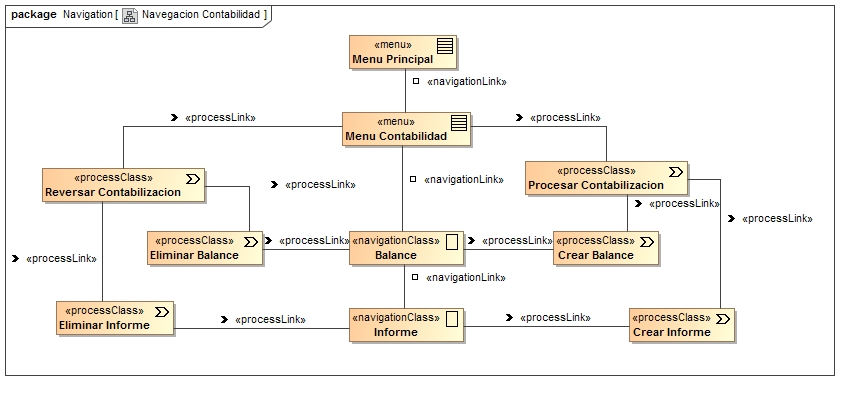 package Navigation [ Navegacion Contabilidad ]
«menu»
Menu Principal
«navigationLink»
«processLink»
«menu»
Menu Contabilidad
«processLink»
«processClass»
Reversar Contabilizacion
«processLink»
«navigationLink»
«processClass»
Procesar Contabilizacion
«processLink»
«processLink»
«processClass»
Eliminar Balance
«processLink»
«navigationClass»
Balance
«processLink»
«processClass»
Crear Balance
«processLink»
«navigationLink»
«processClass»
Eliminar Informe
«processLink»
«navigationClass»
Informe
«processLink»
«processClass»
Crear Informe